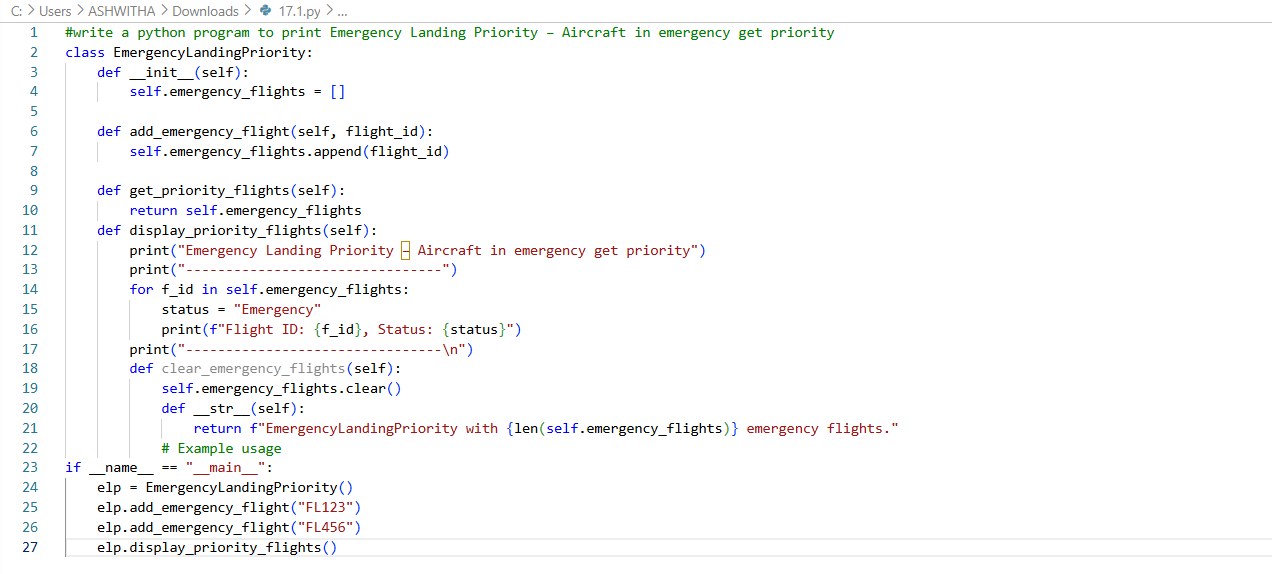 C: > Users > ASHWITHA > Downloads > 17.1.py > ...
1 #write a python program to print Emergency Landing Priority – Aircraft in emergency get priority
2 class EmergencyLandingPriority:
3     def __init__(self):
4         self.emergency_flights = []
5
6     def add_emergency_flight(self, flight_id):
7         self.emergency_flights.append(flight_id)
8
9     def get_priority_flights(self):
10         return self.emergency_flights
11     def display_priority_flights(self):
12         print("Emergency Landing Priority – Aircraft in emergency get priority")
13         print("--------------------------------")
14         for f_id in self.emergency_flights:
15             status = "Emergency"
16             print(f"Flight ID: {f_id}, Status: {status}")
17         print("--------------------------------\n")
18         def clear_emergency_flights(self):
19             self.emergency_flights.clear()
20             def __str__(self):
21                 return f"EmergencyLandingPriority with {len(self.emergency_flights)} emergency flights."
22             # Example usage
23 if __name__ == "__main__":
24     elp = EmergencyLandingPriority()
25     elp.add_emergency_flight("FL123")
26     elp.add_emergency_flight("FL456")
27     elp.display_priority_flights()